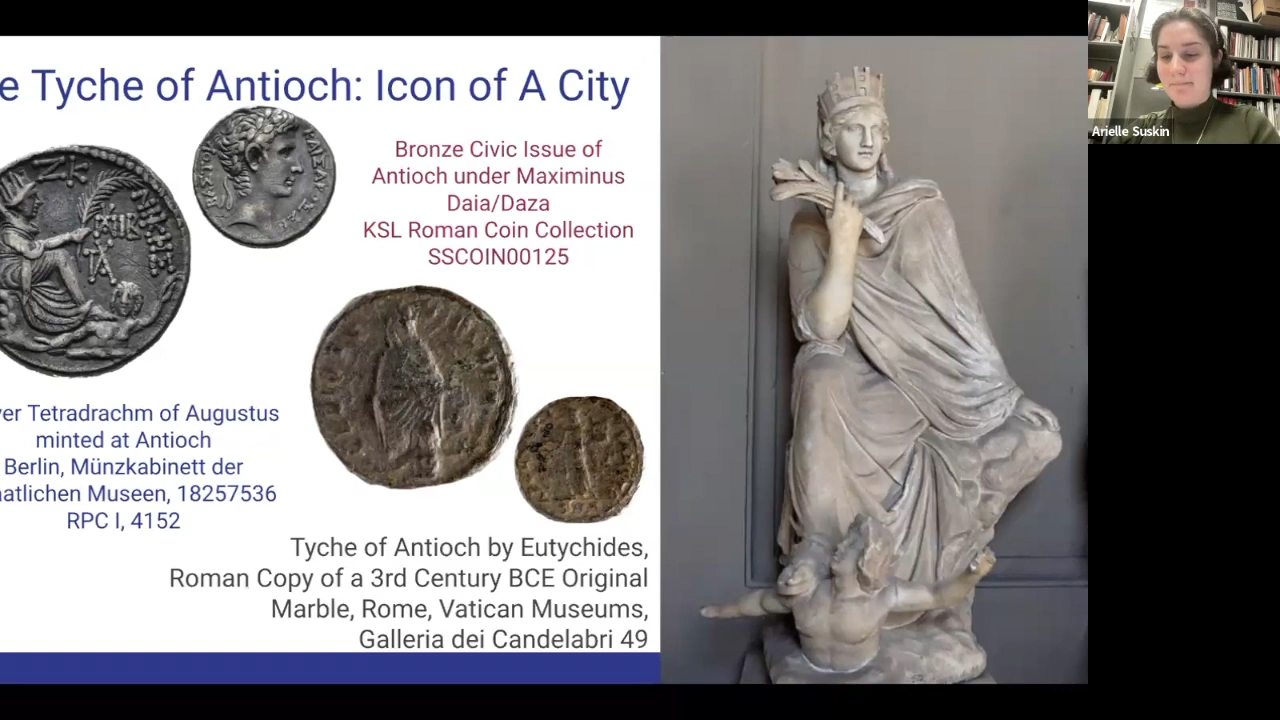 e Tyche of Antioch: Icon of A City
Bronze Civic Issue of
Antioch under Maximinus
Daia/Daza
KSL Roman Coin Collection
SSCOIN00125
er Tetradrachm of Augustus
minted at Antioch
Berlin, Münzkabinett der
aatlichen Museen, 18257536
RPC I, 4152
Tyche of Antioch by Eutychides,
Roman Copy of a 3rd Century BCE Original
Marble, Rome, Vatican Museums,
Galleria dei Candelabri 49
Arielle Suskin